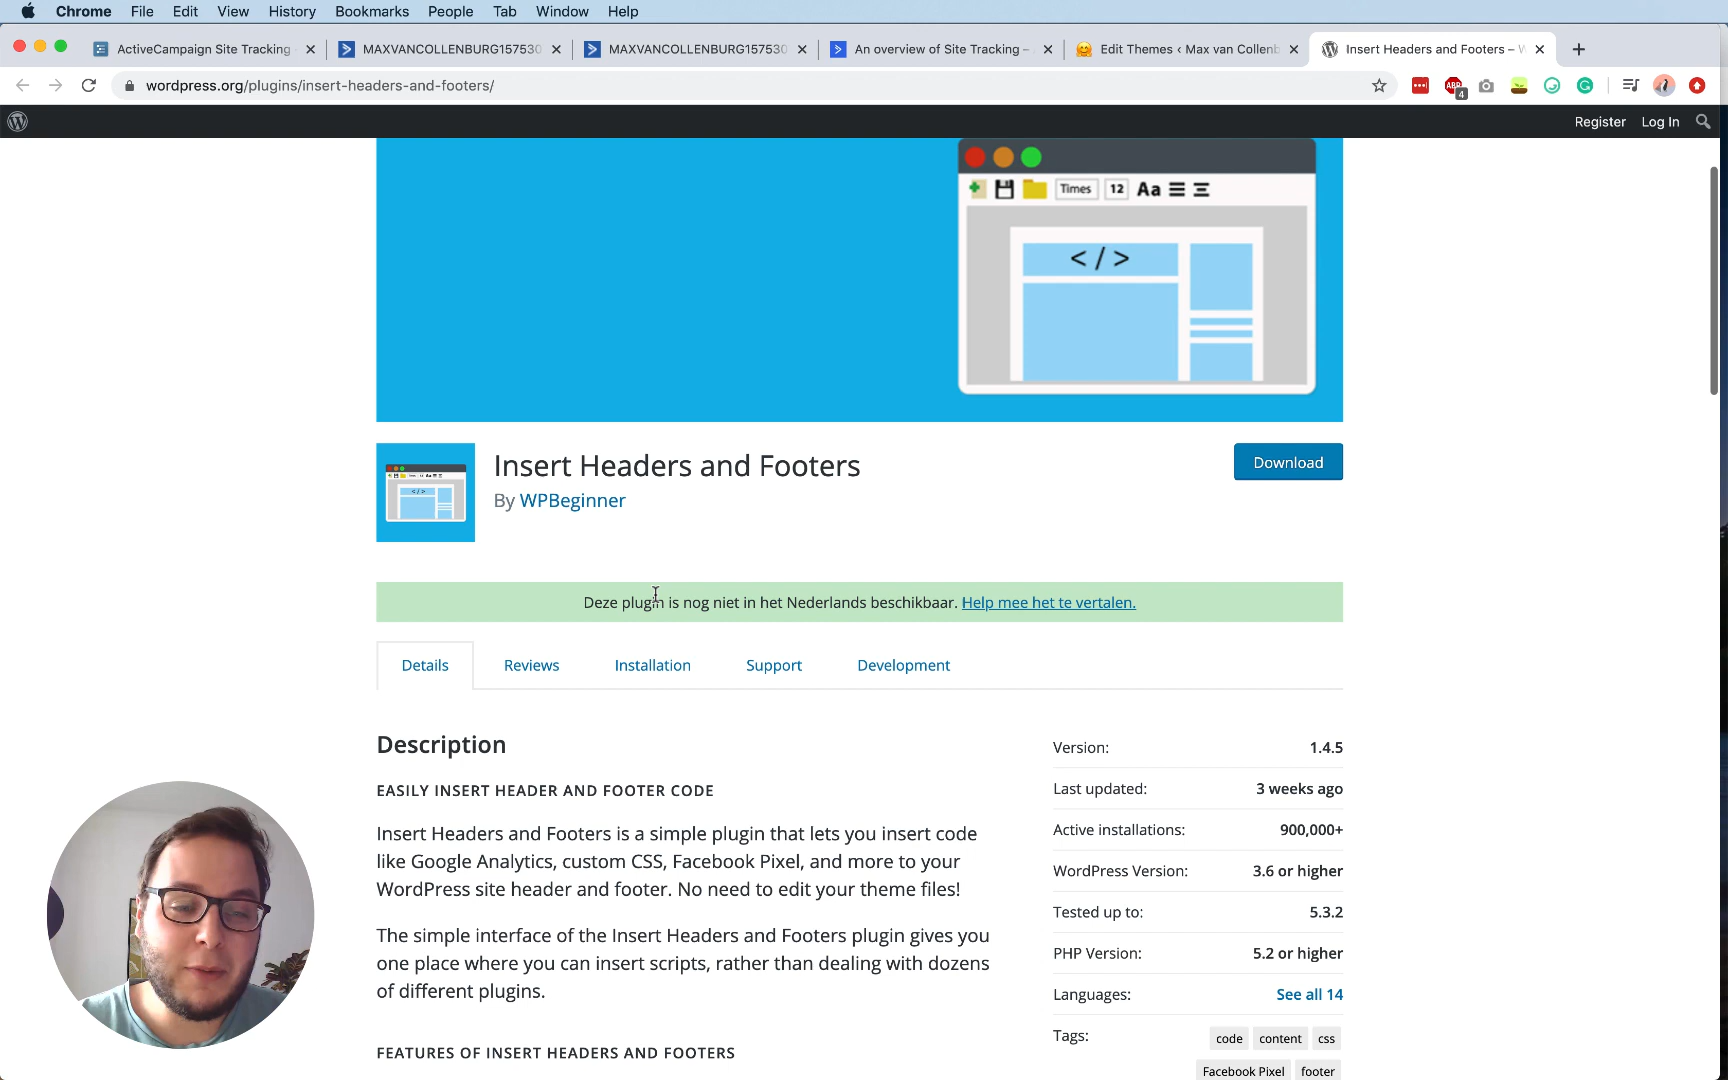 Chrome File Edit View History Bookmarks People Tab Window Help
ActiveCampaign Site Tracking MAXVANCOLLENBURG157530 MAXVANCOLLENBURG157530 An overview of Site Tracking – Edit Themes ‹ Max van Collenb Insert Headers and Footers –
wordpress.org/plugins/insert-headers-and-footers/
ABP 4
Register Log In
Times 12 Aa
</>
Insert Headers and Footers
Download
By WPBeginner
Deze plugin is nog niet in het Nederlands beschikbaar. Help mee het te vertalen.
Details Reviews Installation Support Development
Description
EASILY INSERT HEADER AND FOOTER CODE
Insert Headers and Footers is a simple plugin that lets you insert code
like Google Analytics, custom CSS, Facebook Pixel, and more to your
WordPress site header and footer. No need to edit your theme files!
The simple interface of the Insert Headers and Footers plugin gives you
one place where you can insert scripts, rather than dealing with dozens
of different plugins.
FEATURES OF INSERT HEADERS AND FOOTERS
Version: 1.4.5
Last updated: 3 weeks ago
Active installations: 900,000+
WordPress Version: 3.6 or higher
Tested up to: 5.3.2
PHP Version: 5.2 or higher
Languages: See all 14
Tags: code content css
Facebook Pixel footer